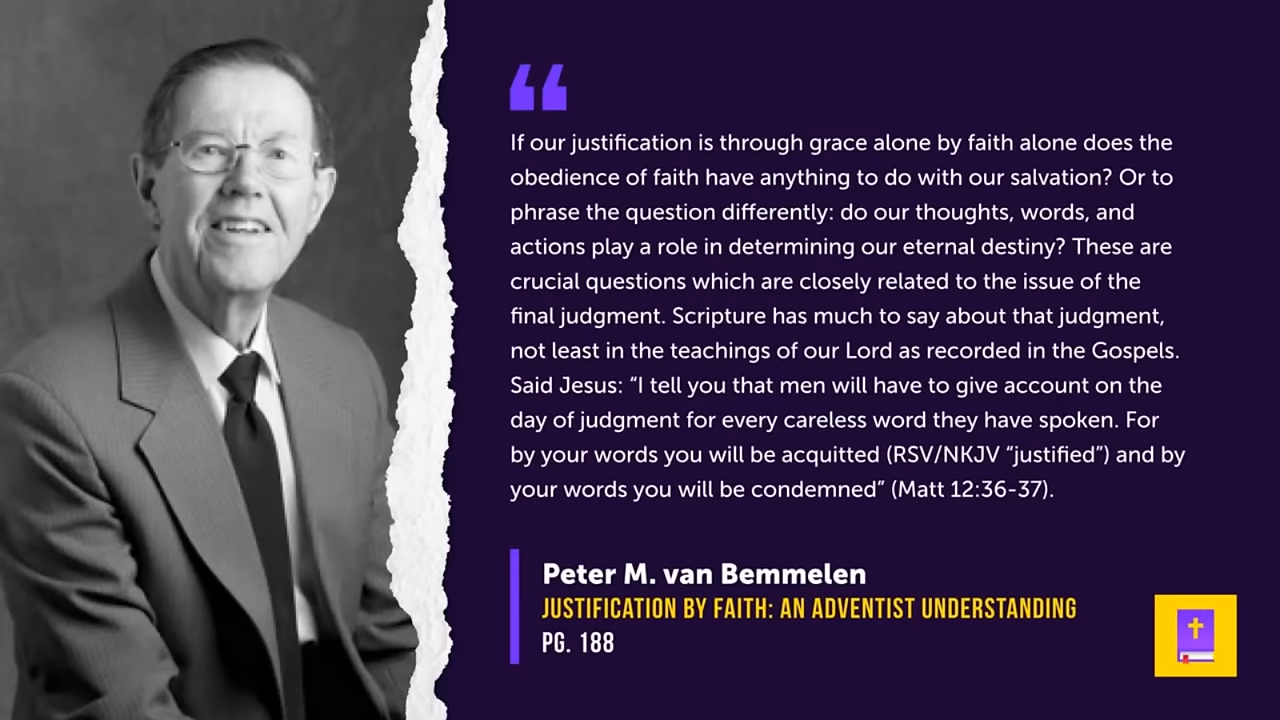 “
If our justification is through grace alone by faith alone does the
obedience of faith have anything to do with our salvation? Or to
phrase the question differently: do our thoughts, words, and
actions play a role in determining our eternal destiny? These are
crucial questions which are closely related to the issue of the
final judgment. Scripture has much to say about that judgment,
not least in the teachings of our Lord as recorded in the Gospels.
Said Jesus: “I tell you that men will have to give account on the
day of judgment for every careless word they have spoken. For
by your words you will be acquitted (RSV/NKJV “justified”) and by
your words you will be condemned” (Matt 12:36-37).
Peter M. van Bemmelen
JUSTIFICATION BY FAITH: AN ADVENTIST UNDERSTANDING
PG. 188